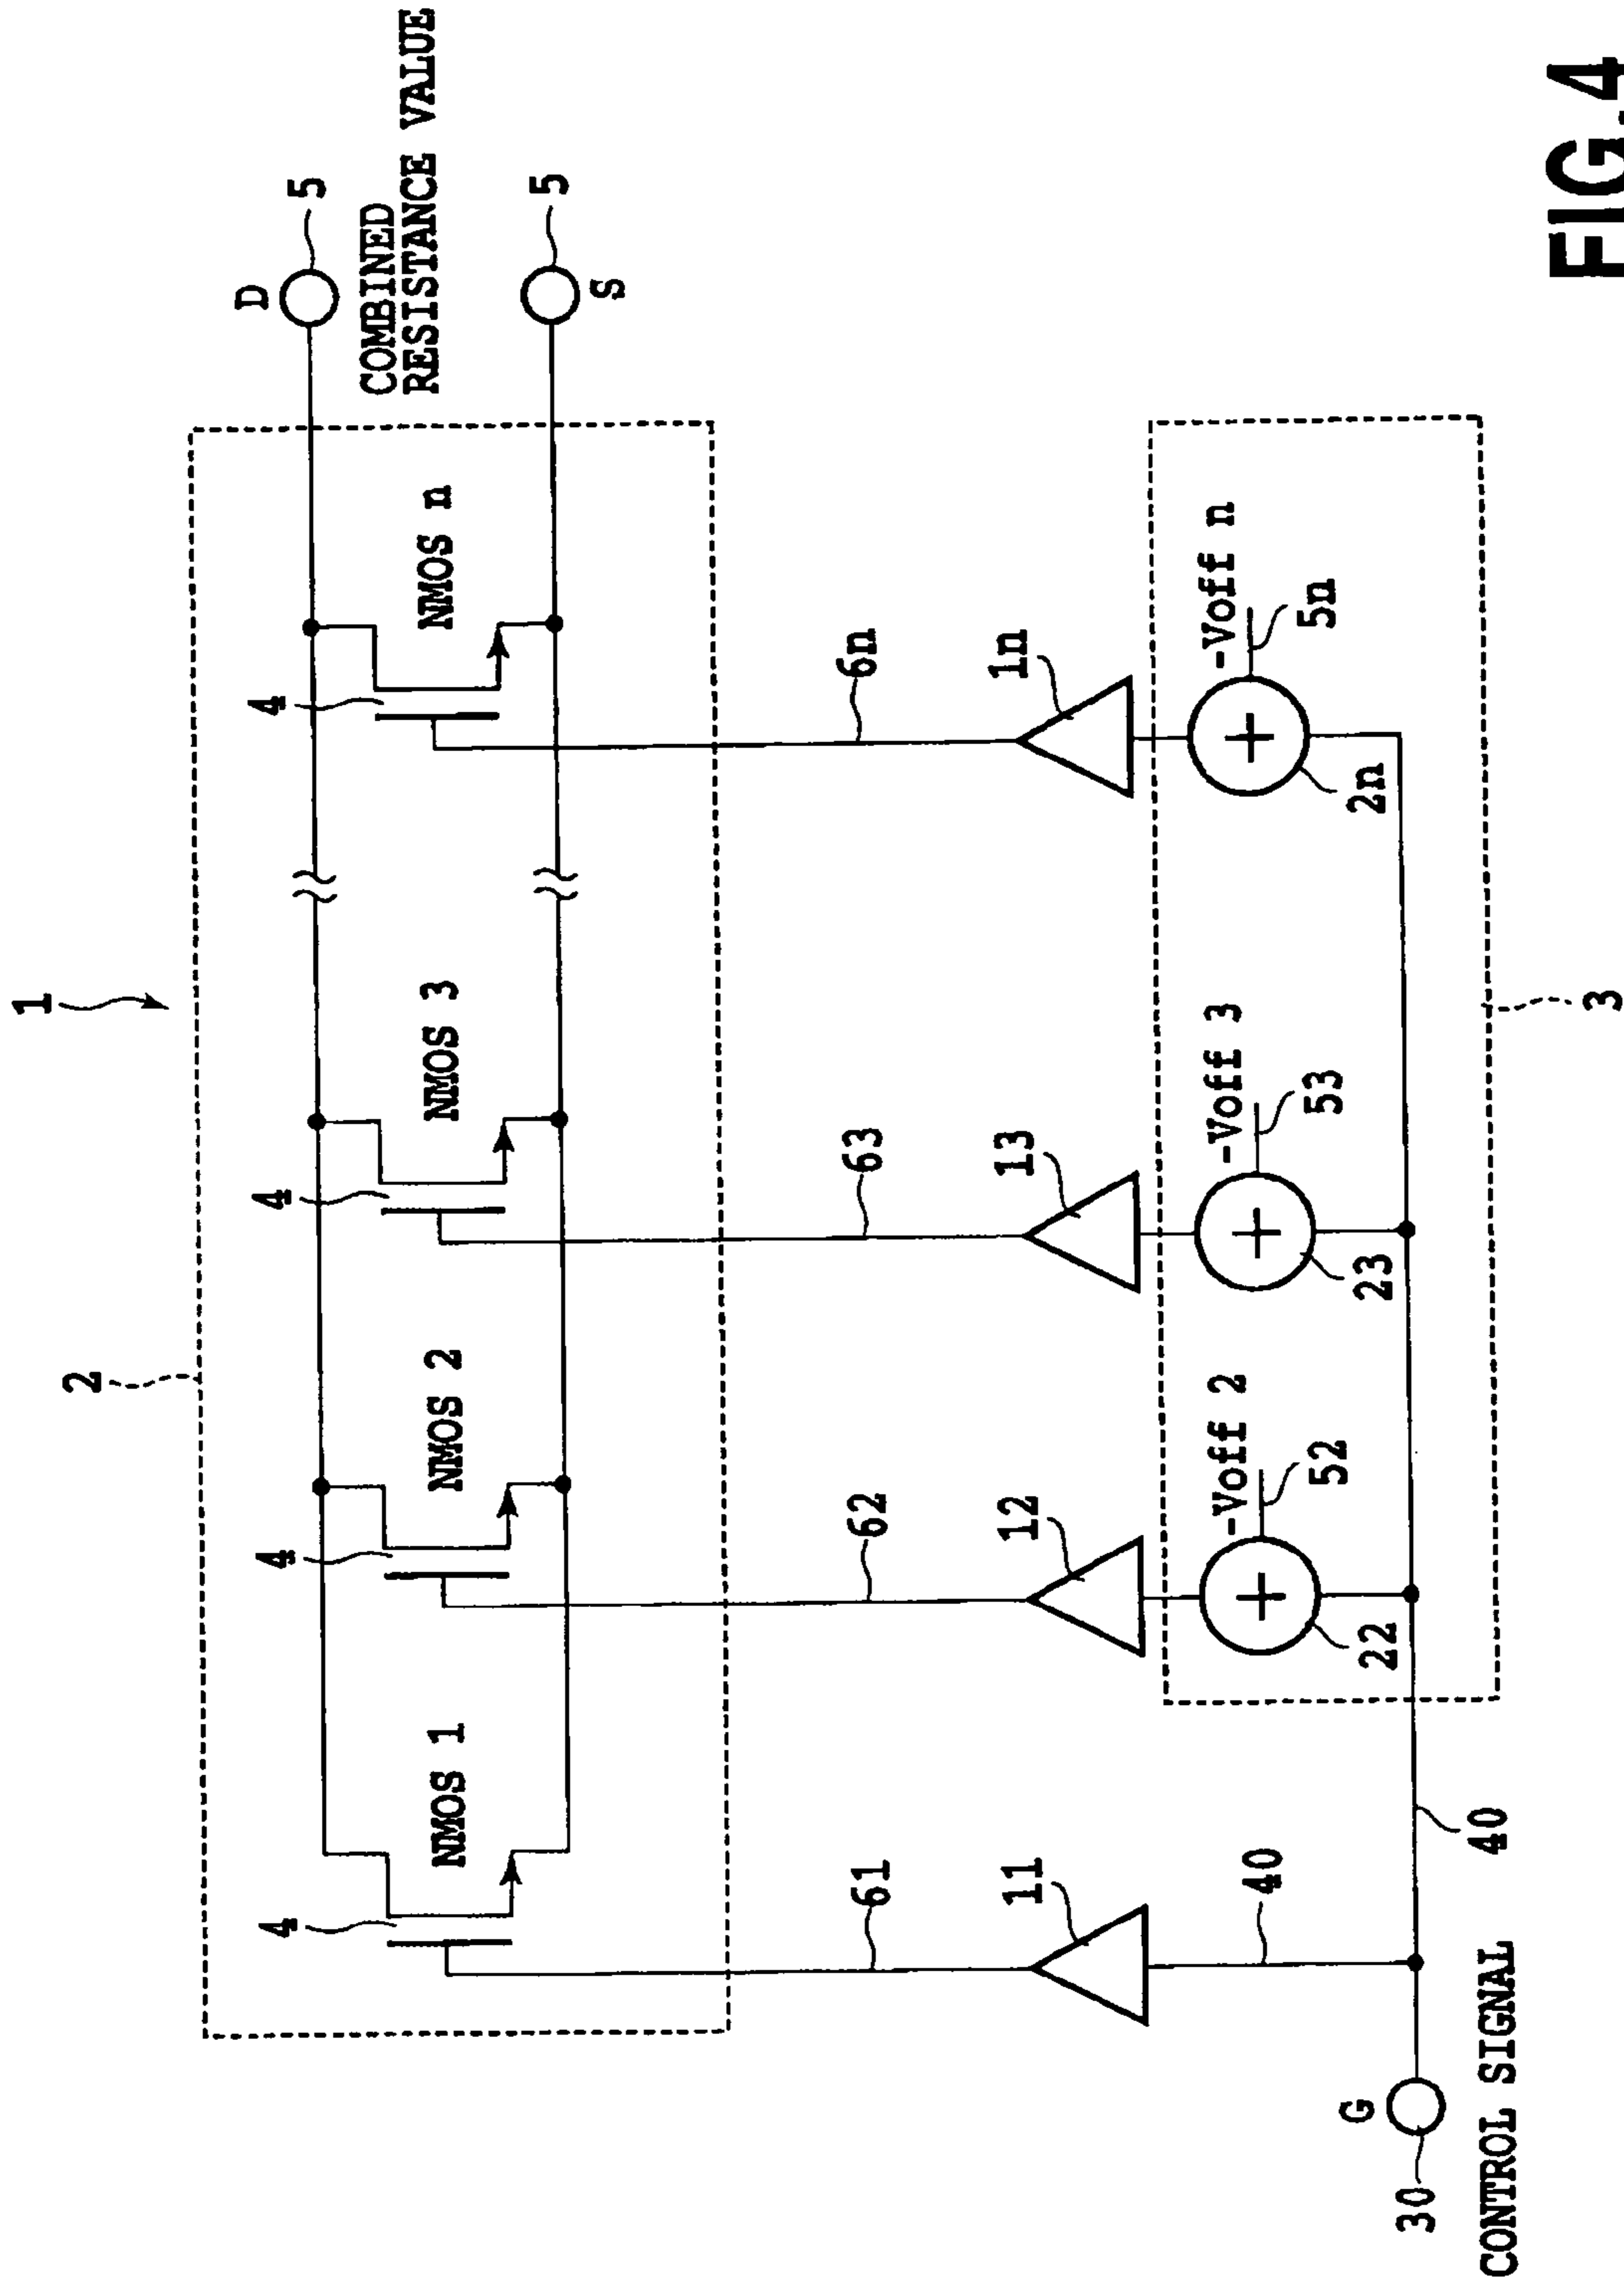 1
2
D
5
COMBINED
RESISTANCE VALUE
4
NMOS 1
4
NMOS 2
4
NMOS 3
4
NMOS n
5
S
61
62
63
6n
11
12
13
1n
40
-Voff 2
52
22
-Voff 3
53
23
-Voff n
5n
2n
G
30
CONTROL SIGNAL
40
3
FIG.4